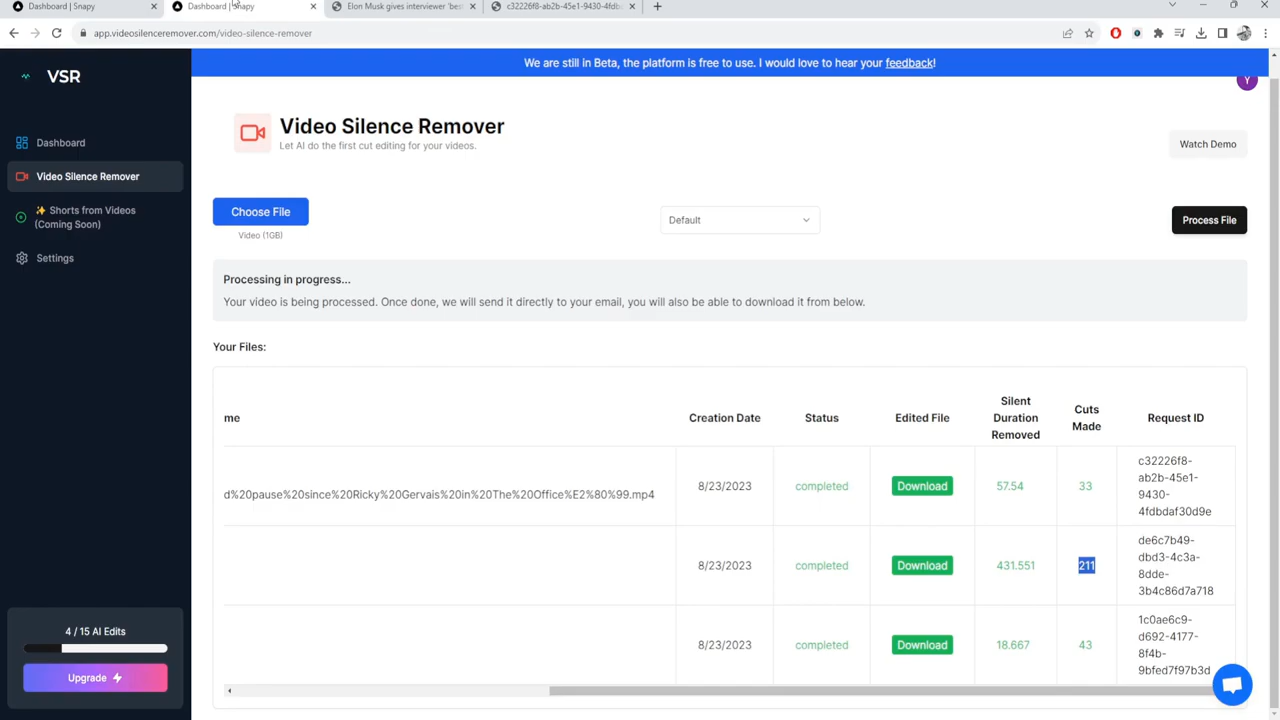 Dashboard | Snapy
Dashboard | Snapy
Elon Musk gives interviewer 'bes
c32226f8-ab2b-45e1-9430-4fdb
app.videosilenceremover.com/video-silence-remover
VSR
We are still in Beta, the platform is free to use. I would love to hear your feedback!
Y
Dashboard
Video Silence Remover
✨ Shorts from Videos
(Coming Soon)
Settings
4 / 15 AI Edits
Upgrade
Video Silence Remover
Let AI do the first cut editing for your videos.
Watch Demo
Choose File
Video (1GB)
Default
Process File
Processing in progress...
Your video is being processed. Once done, we will send it directly to your email, you will also be able to download it from below.
Your Files:
me
Creation Date
Status
Edited File
Silent
Duration
Removed
Cuts
Made
Request ID
d%20pause%20since%20Ricky%20Gervais%20in%20The%20Office%E2%80%99.mp4
8/23/2023
completed
Download
57.54
33
c32226f8-
ab2b-45e1-
9430-
4fdbdaf30d9e
8/23/2023
completed
Download
431.551
211
de6c7b49-
dbd3-4c3a-
8dde-
3b4c86d7a718
8/23/2023
completed
Download
18.667
43
1c0ae6c9-
d692-4177-
8f4b-
9bfed7f97b3d